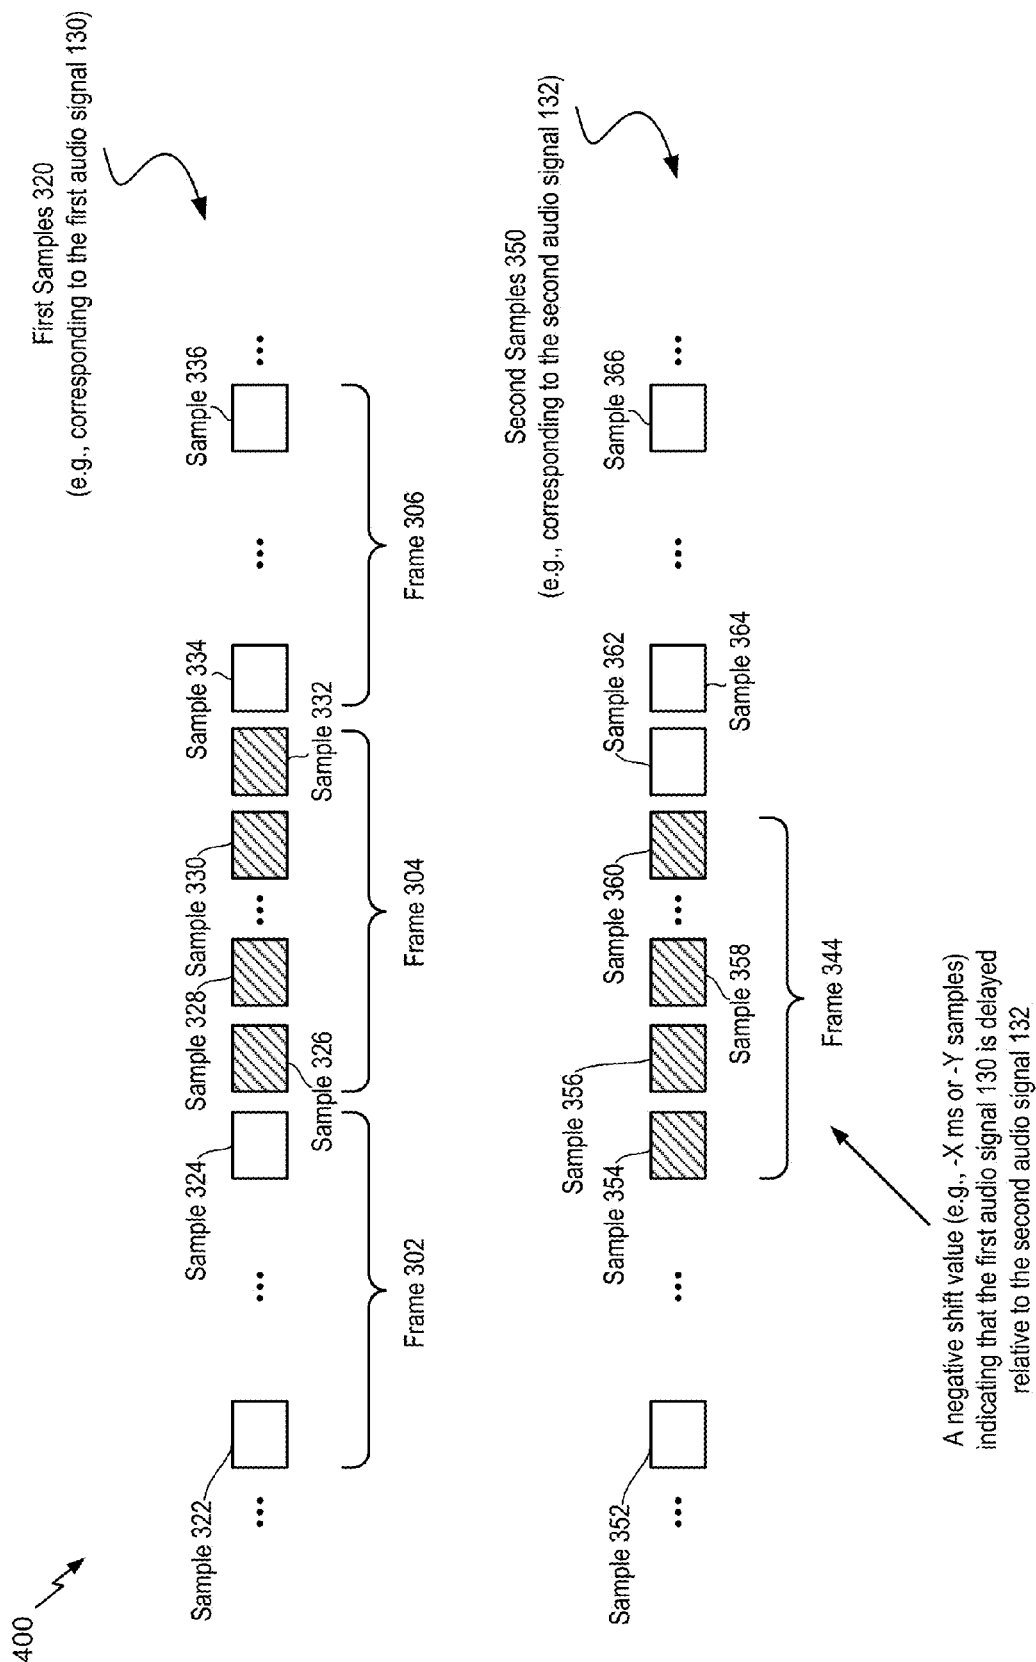 400
First Samples 320
(e.g., corresponding to the first audio signal 130)
Sample 322
Sample 324
Sample 326
Sample 328
Sample 330
Sample 332
Sample 334
Sample 336
...
...
...
...
Frame 302
Frame 304
Frame 306
Second Samples 350
(e.g., corresponding to the second audio signal 132)
Sample 352
Sample 354
Sample 356
Sample 358
Sample 360
Sample 362
Sample 364
Sample 366
...
...
...
...
...
Frame 344
A negative shift value (e.g., -X ms or -Y samples)
indicating that the first audio signal 130 is delayed
relative to the second audio signal 132